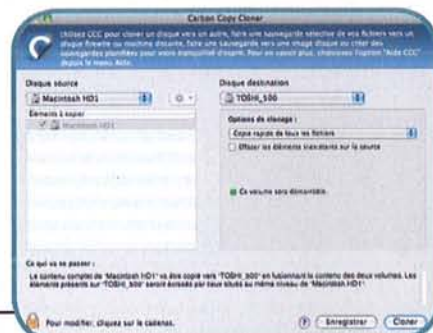 Carbon Copy Cloner
Utilisez CCC pour cloner un disque vers un autre, faire une sauvegarde sélective de vos fichiers vers un
disque firewire ou machine distante, faire une sauvegarde vers une image disque ou créer des
sauvegardes planifiées pour votre tranquillité d'esprit. Pour en savoir plus, choisissez l'option "Aide CCC"
depuis le menu Aide.
Disque source
Disque destination
Macintosh HD1
TOSHI_500
Éléments à copier
Macintosh HD1
Options de clonage :
Copie rapide de tous les fichiers
Effacer les éléments inexistants sur la source
Ce volume sera démarrable.
Ce qui va se passer :
Le contenu complet de "Macintosh HD1" va être copié vers "TOSHI_500" en fusionnant le contenu des deux volumes. Les
éléments présents sur "TOSHI_500" seront écrasés par ceux situés au même niveau de "Macintosh HD1".
Pour modifier, cliquez sur le cadenas.
?
Enregistrer
Cloner